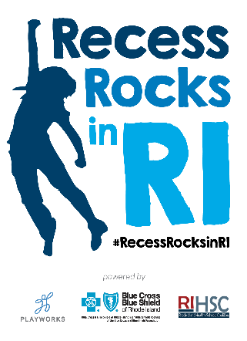 Recess
Rocks
in
RI
#RecessRocksinRI
powered by
PLAYWORKS
Blue Cross
Blue Shield
of Rhode Island
RIHSC